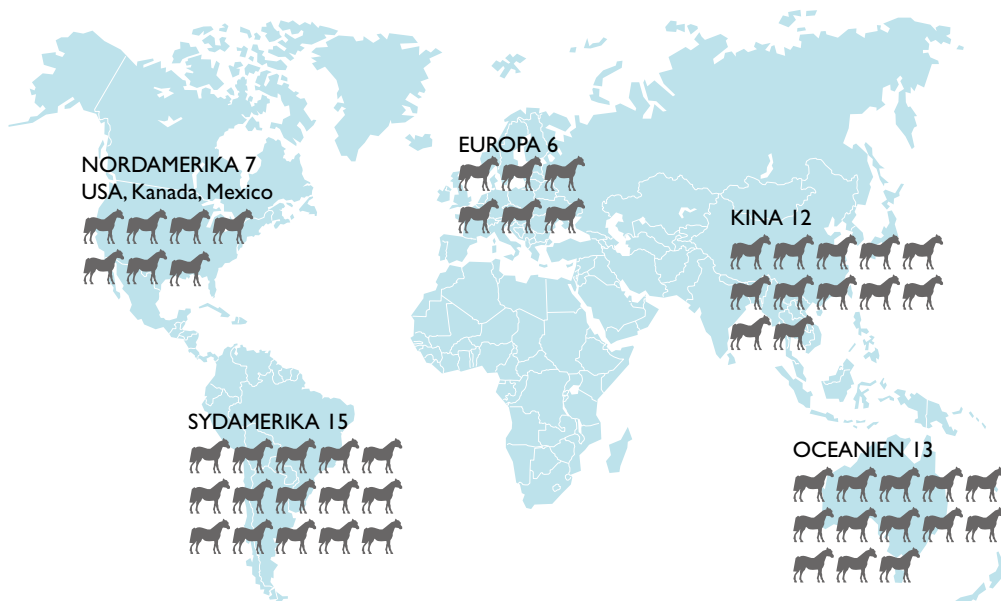 NORDAMERIKA 7
USA, Kanada, Mexico
EUROPA 6
KINA 12
SYDAMERIKA 15
OCEANIEN 13